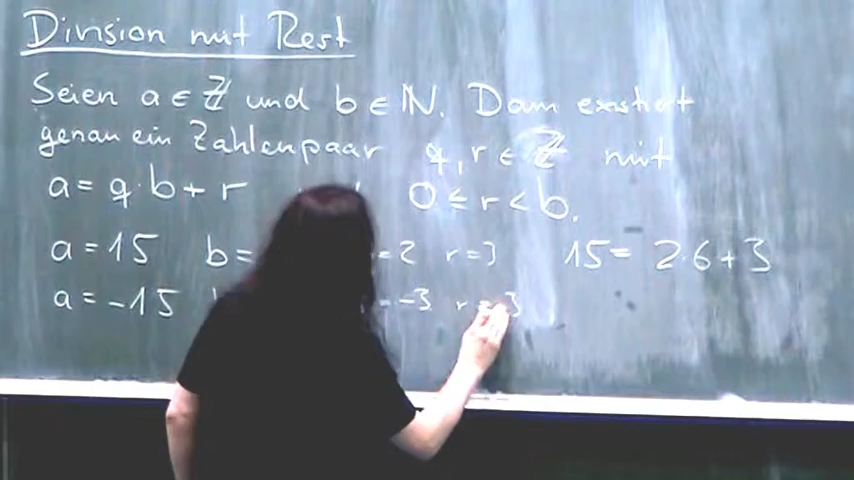 Division mit Rest
Seien a ∈ ℤ und b ∈ ℕ. Dann existiert
genau ein Zahlenpaar q, r ∈ ℤ mit
a = q·b + r 0 ≤ r < b.
a = 15 b = = 2 r = 3 15 = 2·6 + 3
a = -15 = -3 r = 3